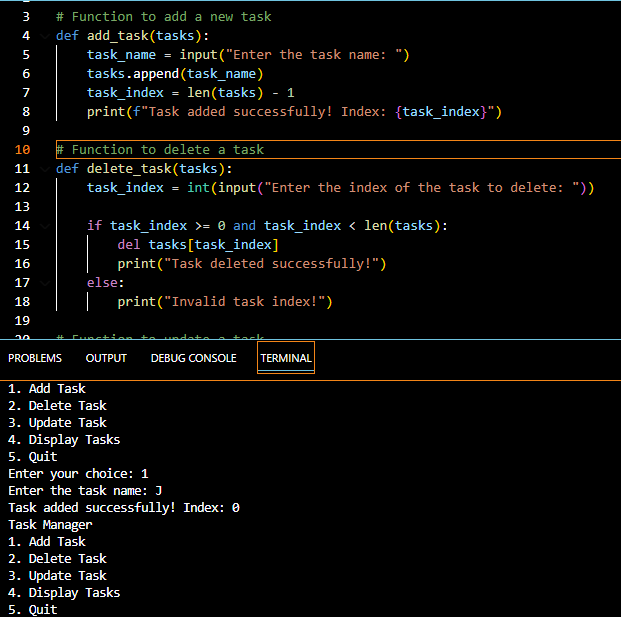 3 # Function to add a new task
4 def add_task(tasks):
5     task_name = input("Enter the task name: ")
6     tasks.append(task_name)
7     task_index = len(tasks) - 1
8     print(f"Task added successfully! Index: {task_index}")
9
10 # Function to delete a task
11 def delete_task(tasks):
12     task_index = int(input("Enter the index of the task to delete: "))
13
14     if task_index >= 0 and task_index < len(tasks):
15         del tasks[task_index]
16         print("Task deleted successfully!")
17     else:
18         print("Invalid task index!")
19
20 # Function to update a task
PROBLEMS OUTPUT DEBUG CONSOLE TERMINAL
1. Add Task
2. Delete Task
3. Update Task
4. Display Tasks
5. Quit
Enter your choice: 1
Enter the task name: J
Task added successfully! Index: 0
Task Manager
1. Add Task
2. Delete Task
3. Update Task
4. Display Tasks
5. Quit